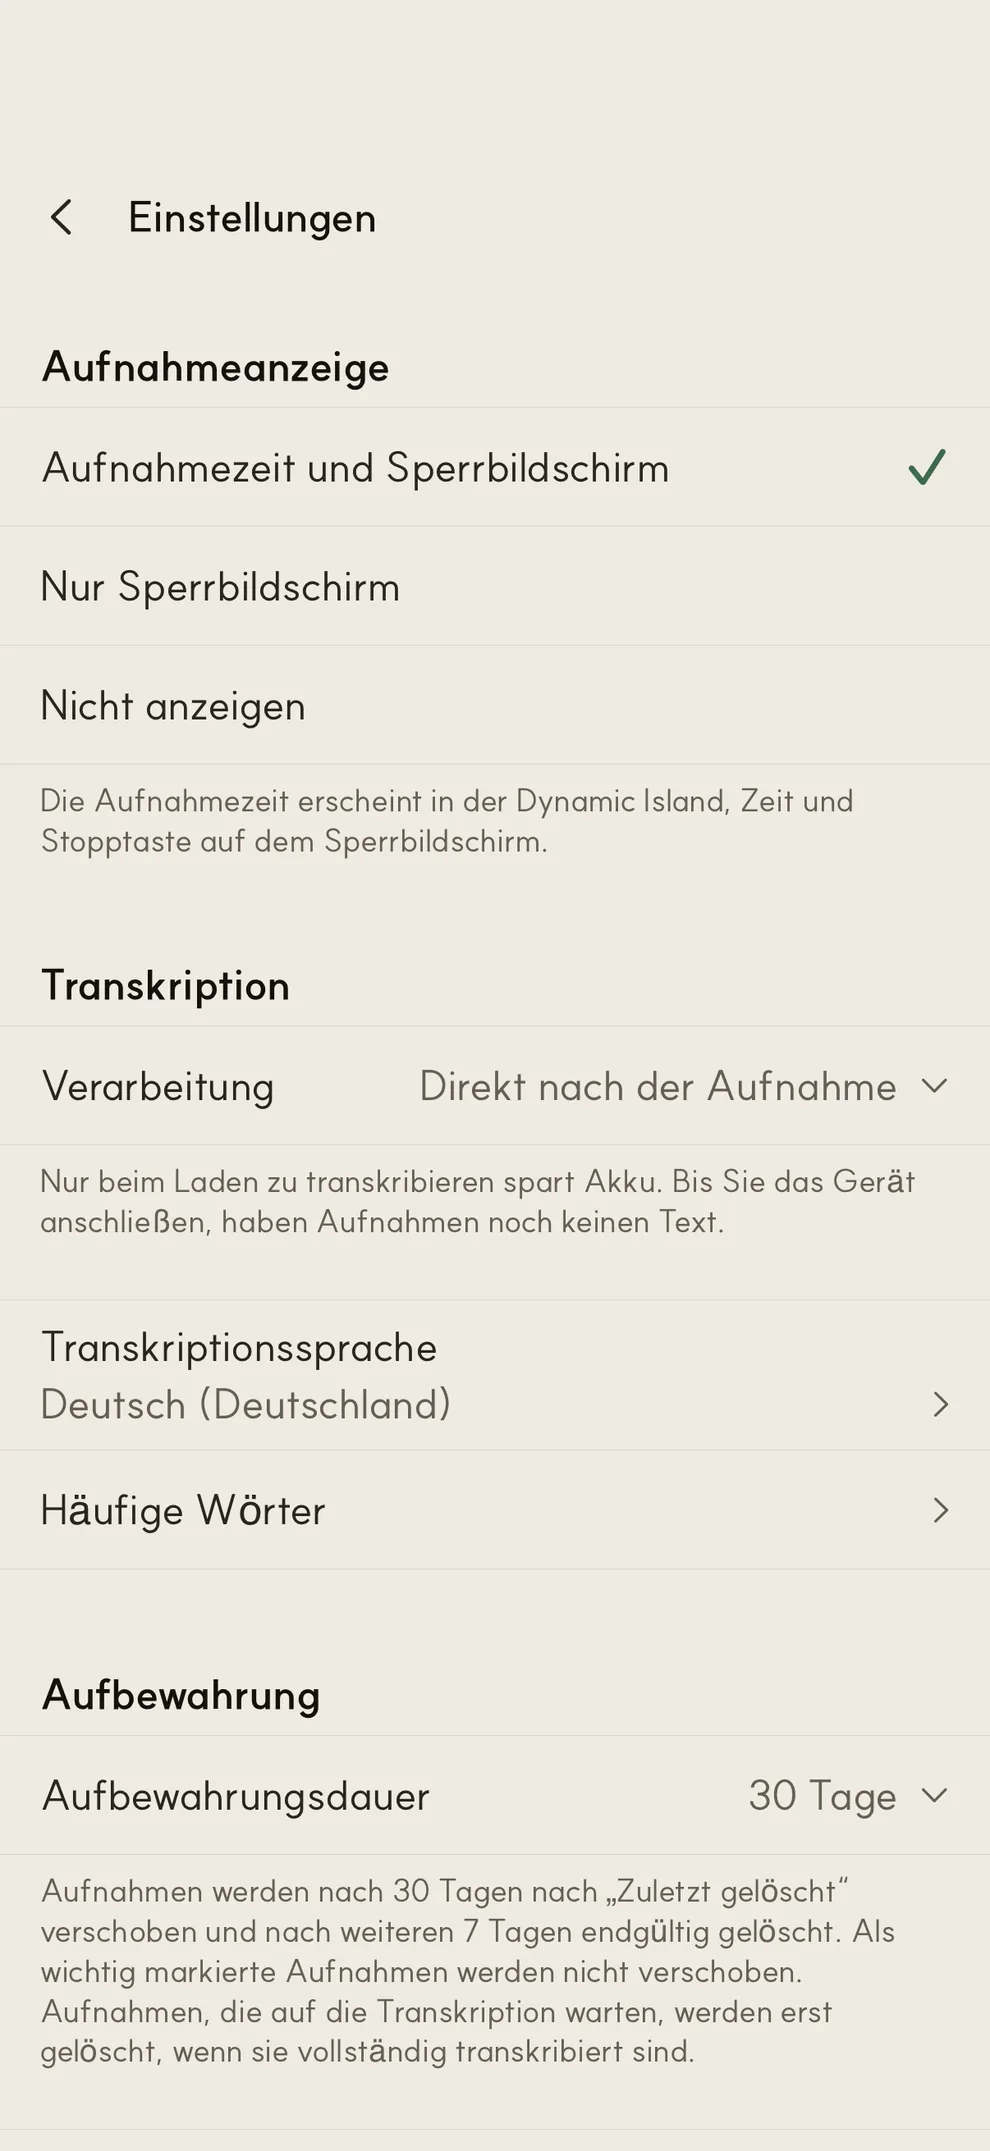 Einstellungen
Aufnahmeanzeige
Aufnahmezeit und Sperrbildschirm
Nur Sperrbildschirm
Nicht anzeigen
Die Aufnahmezeit erscheint in der Dynamic Island, Zeit und
Stopptaste auf dem Sperrbildschirm.
Transkription
Verarbeitung Direkt nach der Aufnahme
Nur beim Laden zu transkribieren spart Akku. Bis Sie das Gerät
anschließen, haben Aufnahmen noch keinen Text.
Transkriptionssprache
Deutsch (Deutschland)
Häufige Wörter
Aufbewahrung
Aufbewahrungsdauer 30 Tage
Aufnahmen werden nach 30 Tagen nach „Zuletzt gelöscht“
verschoben und nach weiteren 7 Tagen endgültig gelöscht. Als
wichtig markierte Aufnahmen werden nicht verschoben.
Aufnahmen, die auf die Transkription warten, werden erst
gelöscht, wenn sie vollständig transkribiert sind.